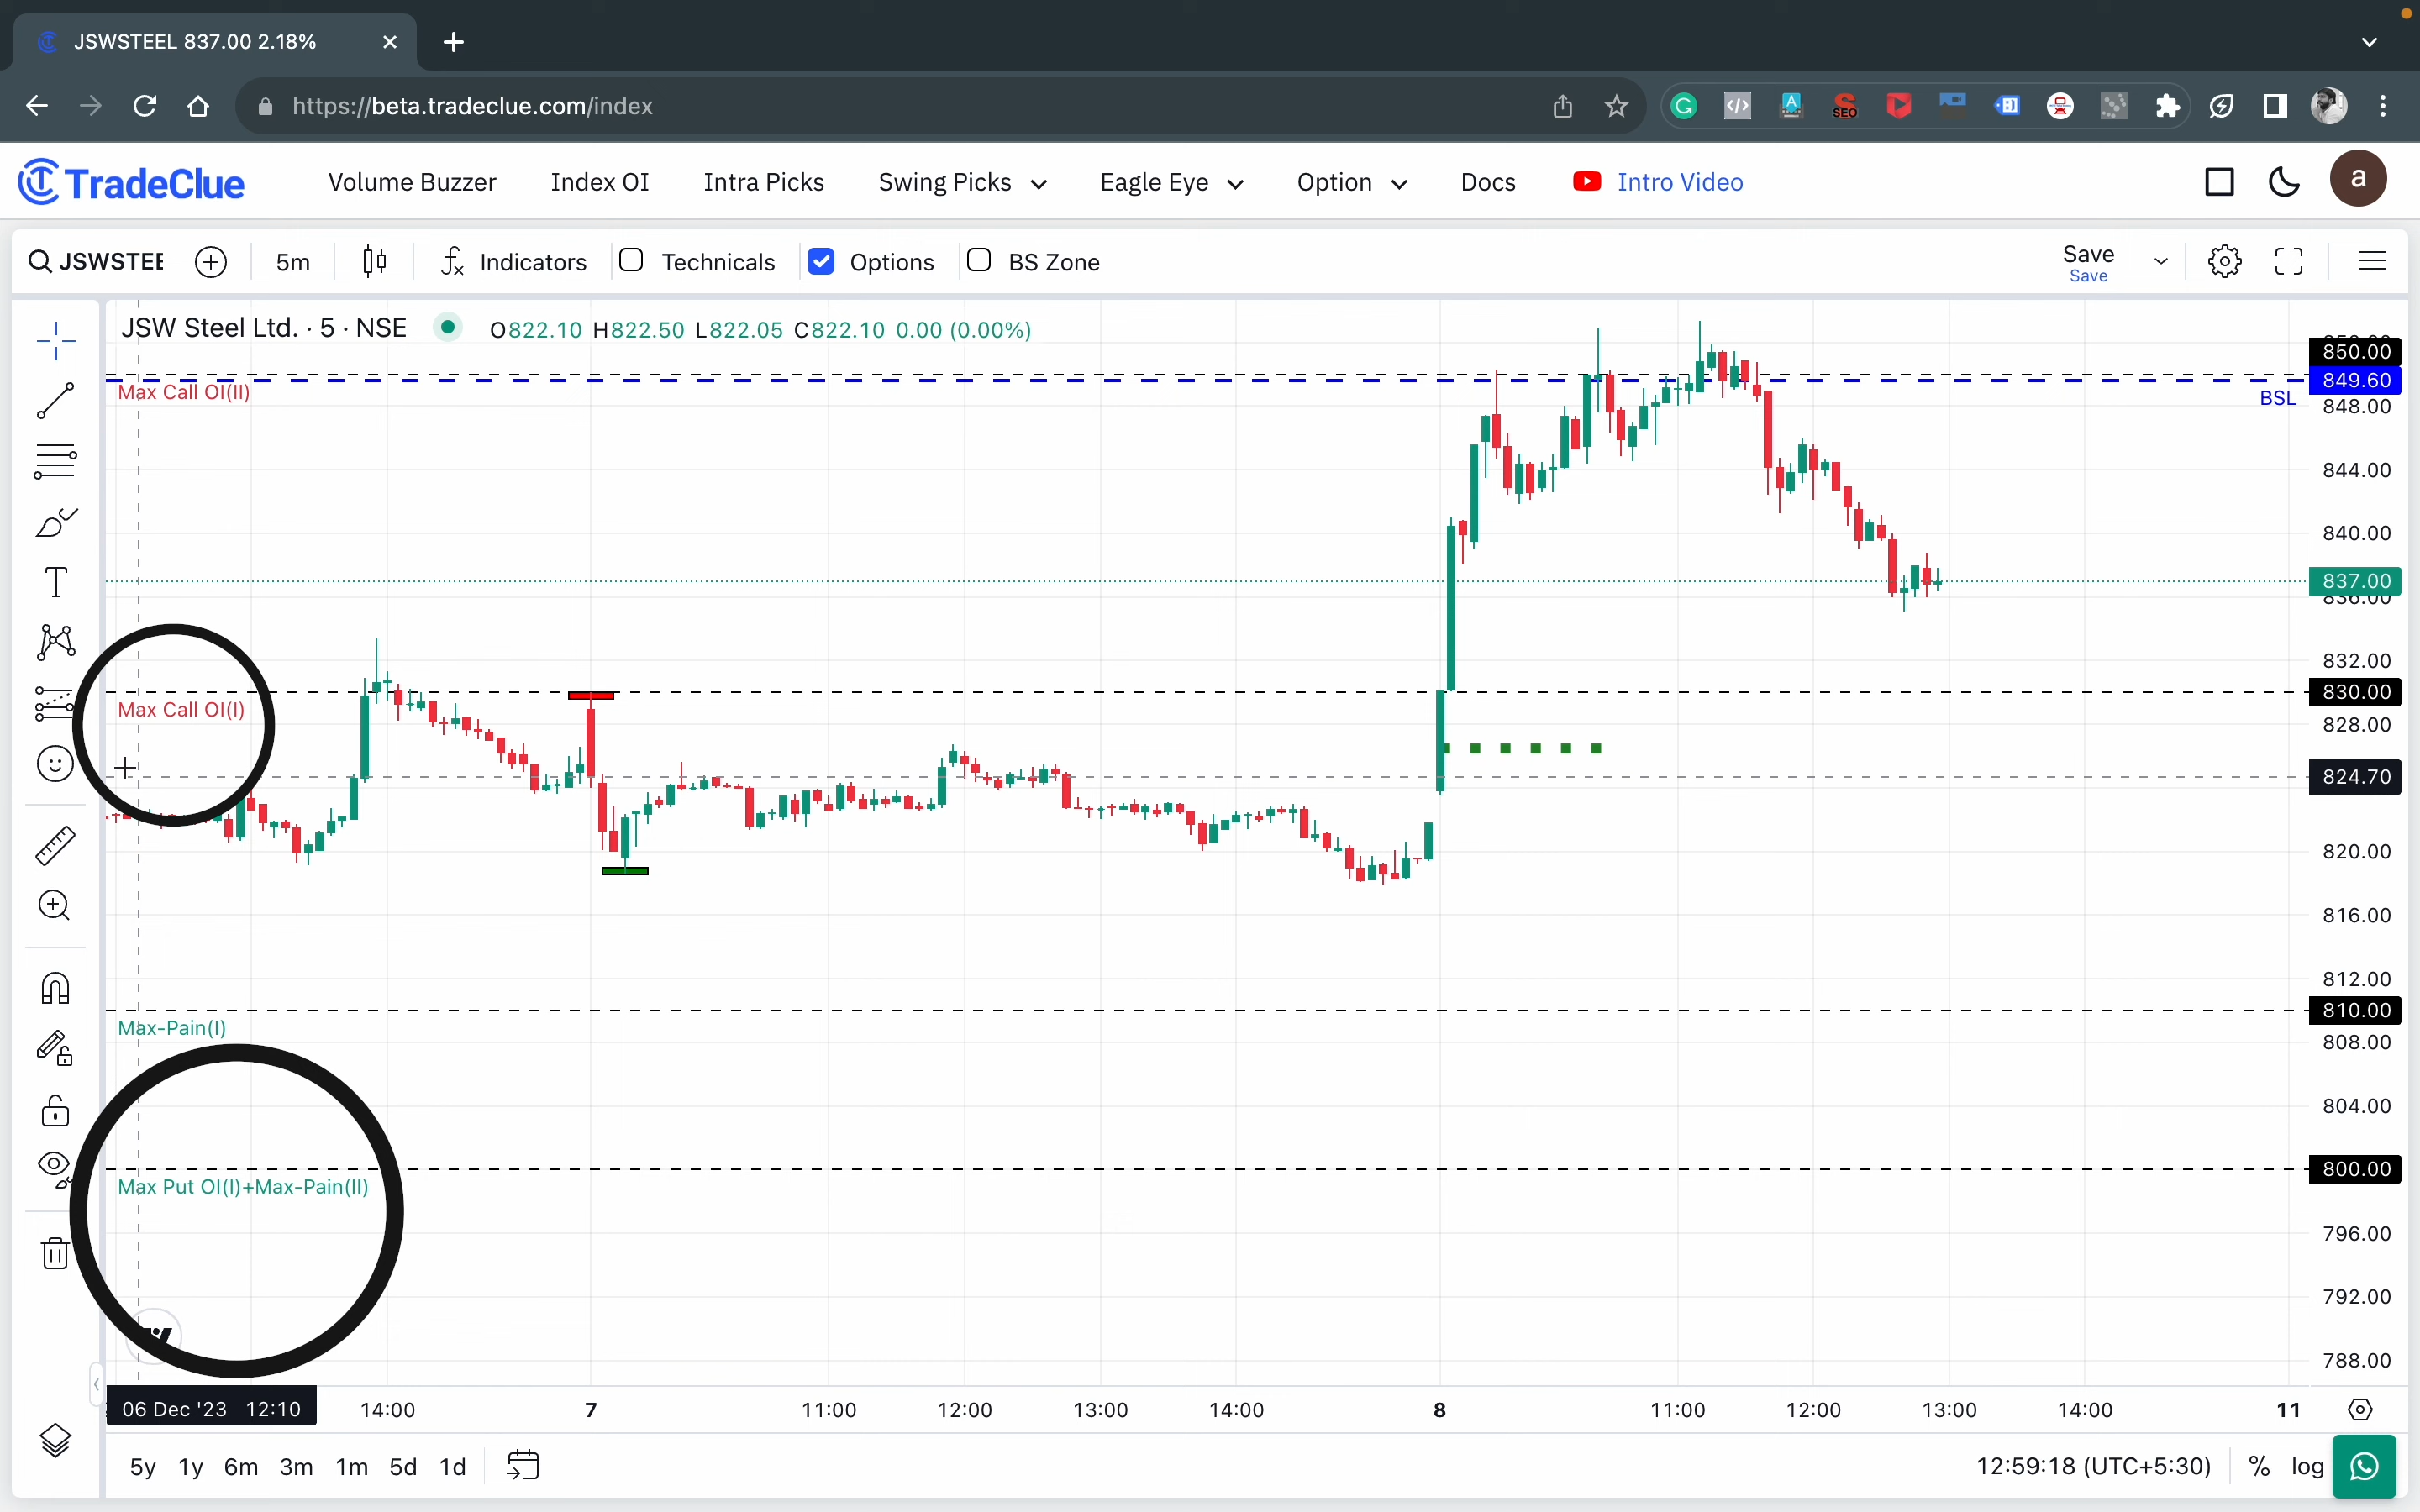 JSWSTEEL 837.00 2.18%
https://beta.tradeclue.com/index
TradeClue
Volume Buzzer
Index OI
Intra Picks
Swing Picks
Eagle Eye
Option
Docs
Intro Video
a
JSWSTEE
5m
Indicators
Technicals
Options
BS Zone
Save
Save
JSW Steel Ltd. · 5 · NSE
O822.10 H822.50 L822.05 C822.10 0.00 (0.00%)
850.00
Max Call OI(II)
849.60
BSL
848.00
844.00
840.00
837.00
836.00
832.00
830.00
Max Call OI(I)
828.00
824.70
820.00
816.00
812.00
810.00
Max-Pain(I)
808.00
804.00
800.00
Max Put OI(I)+Max-Pain(II)
796.00
792.00
788.00
06 Dec '23 12:10
14:00
7
11:00
12:00
13:00
14:00
8
11:00
12:00
13:00
14:00
11
5y 1y 6m 3m 1m 5d 1d
12:59:18 (UTC+5:30)
%
log